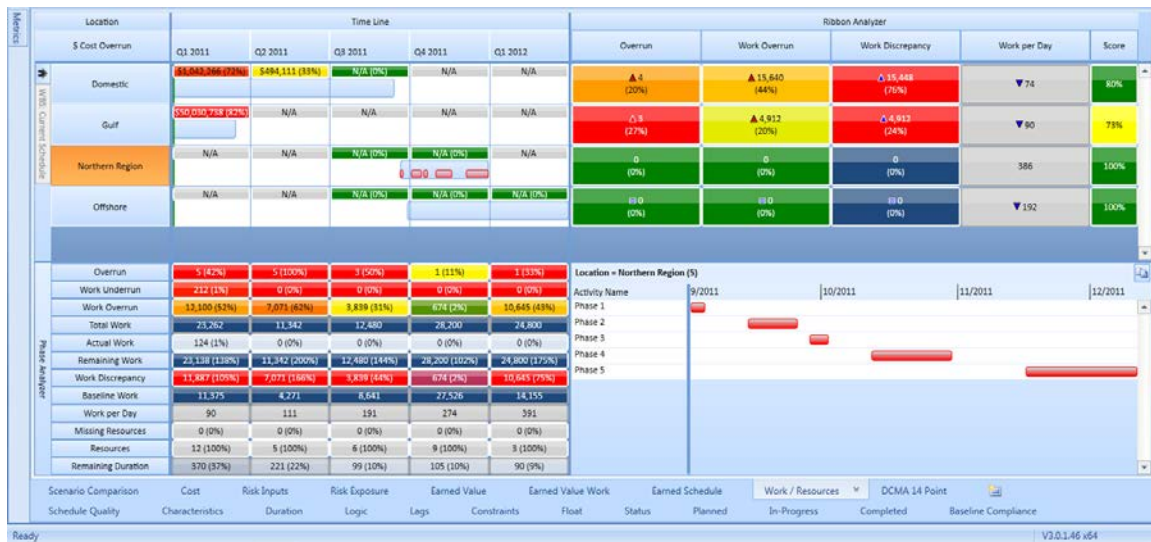 Metrics
Location
Time Line
Ribbon Analyzer
$ Cost Overrun
Q1 2011 Q2 2011 Q3 2011 Q4 2011 Q1 2012
Overrun Work Overrun Work Discrepancy Work per Day Score
WBS: Current Schedule
Domestic
$1,042,266 (72%) $494,111 (33%) N/A (0%) N/A N/A
4 15,640 15,448 74 80%
(20%) (44%) (76%)
Gulf
$50,030,738 (82%) N/A N/A N/A N/A
3 4,912 4,912 90 73%
(27%) (20%) (24%)
Northern Region
N/A N/A N/A (0%) N/A (0%) N/A
0 0 0 386 100%
(0%) (0%) (0%)
Offshore
N/A N/A N/A (0%) N/A (0%) N/A (0%)
0 0 0 192 100%
(0%) (0%) (0%)
Phase Analyzer
Overrun 5 (42%) 5 (100%) 3 (50%) 1 (11%) 1 (33%)
Work Underrun 212 (1%) 0 (0%) 0 (0%) 0 (0%) 0 (0%)
Work Overrun 12,100 (52%) 7,071 (62%) 3,839 (31%) 674 (2%) 10,645 (43%)
Total Work 23,262 11,342 12,480 28,200 24,800
Actual Work 124 (1%) 0 (0%) 0 (0%) 0 (0%) 0 (0%)
Remaining Work 23,138 (138%) 11,342 (200%) 12,480 (144%) 28,200 (102%) 24,800 (175%)
Work Discrepancy 11,887 (105%) 7,071 (166%) 3,839 (44%) 674 (2%) 10,645 (75%)
Baseline Work 11,375 4,271 8,641 27,526 14,155
Work per Day 90 111 191 274 391
Missing Resources 0 (0%) 0 (0%) 0 (0%) 0 (0%) 0 (0%)
Resources 12 (100%) 5 (100%) 6 (100%) 9 (100%) 3 (100%)
Remaining Duration 370 (37%) 221 (22%) 99 (10%) 105 (10%) 90 (9%)
Location = Northern Region (5)
Activity Name 9/2011 10/2011 11/2011 12/2011
Phase 1
Phase 2
Phase 3
Phase 4
Phase 5
Scenario Comparison Cost Risk Inputs Risk Exposure Earned Value Earned Value Work Earned Schedule Work / Resources DCMA 14 Point
Schedule Quality Characteristics Duration Logic Lags Constraints Float Status Planned In-Progress Completed Baseline Compliance
Ready V3.0.1.46 x64